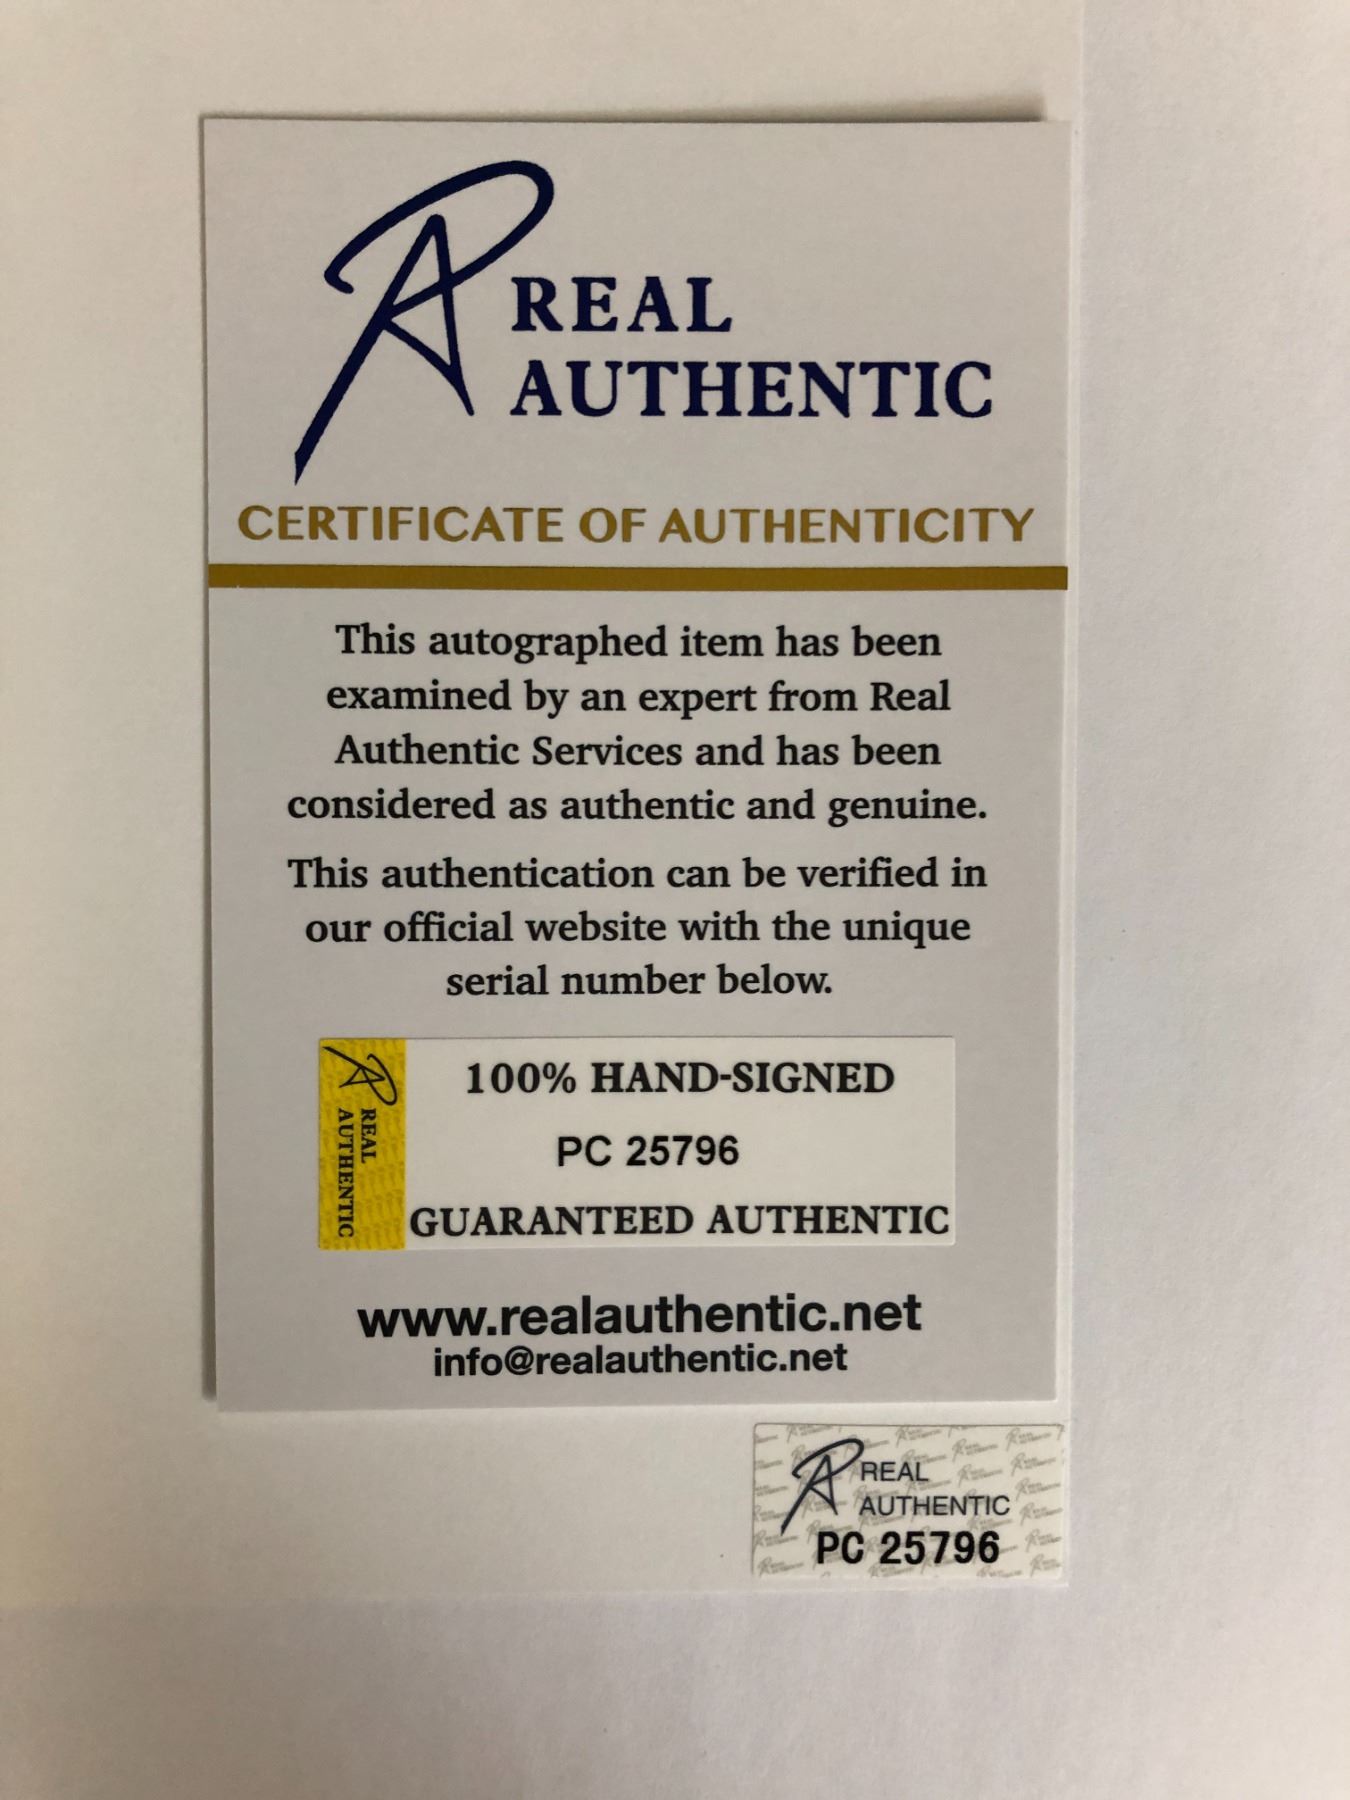 REAL
AUTHENTIC
CERTIFICATE OF AUTHENTICITY
This autographed item has been
examined by an expert from Real
Authentic Services and has been
considered as authentic and genuine.
This authentication can be verified in
our official website with the unique
serial number below.
REAL
AUTHENTIC
100% HAND-SIGNED
PC 25796
GUARANTEED AUTHENTIC
www.realauthentic.net
info@realauthentic.net
REAL
AUTHENTIC
PC 25796